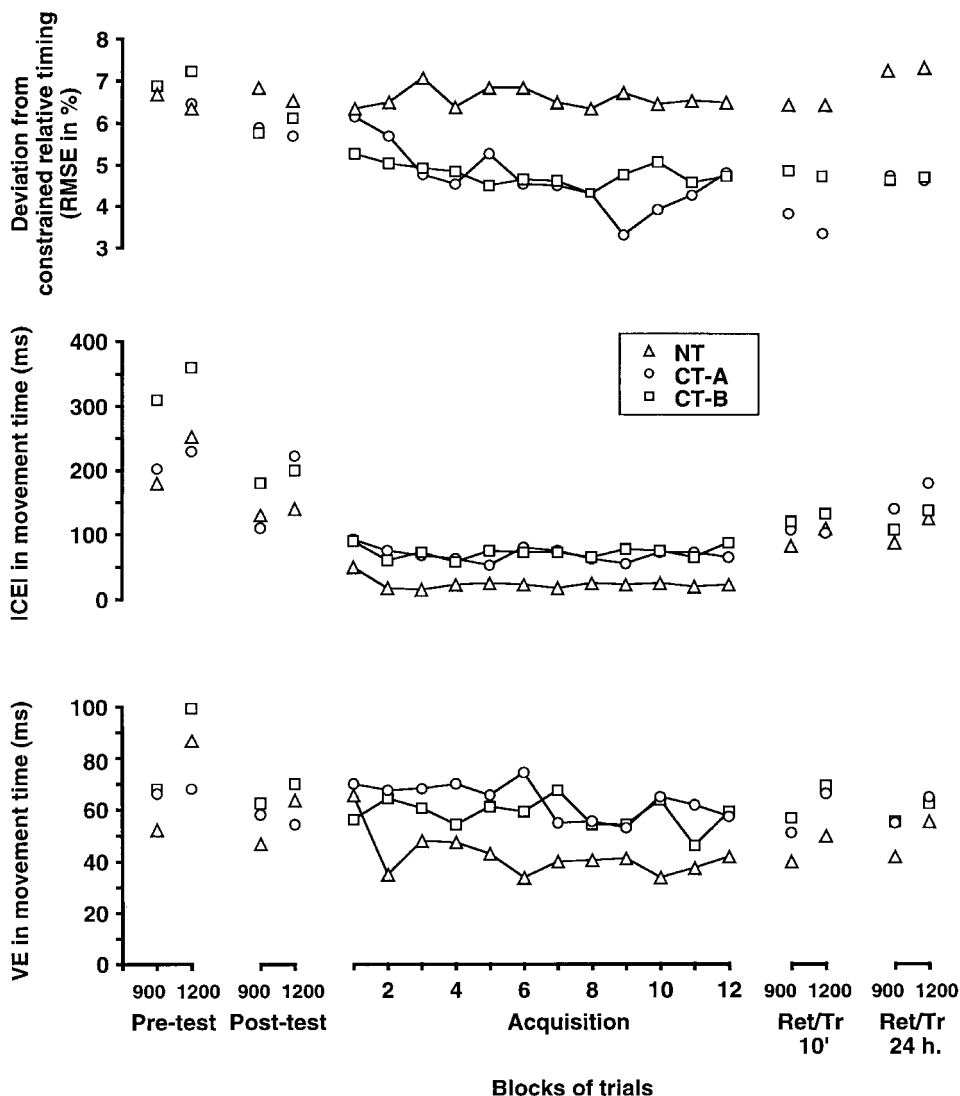 Deviation from
constrained relative timing
(RMSE in %)
8
7
6
5
4
3
ICEI in movement time (ms)
400
300
200
100
0
NT
CT-A
CT-B
VE in movement time (ms)
100
80
60
40
20
0
900 1200
Pre-test
900 1200
Post-test
2 4 6 8 10 12
Acquisition
900 1200
Ret/Tr
10'
900 1200
Ret/Tr
24 h.
Blocks of trials